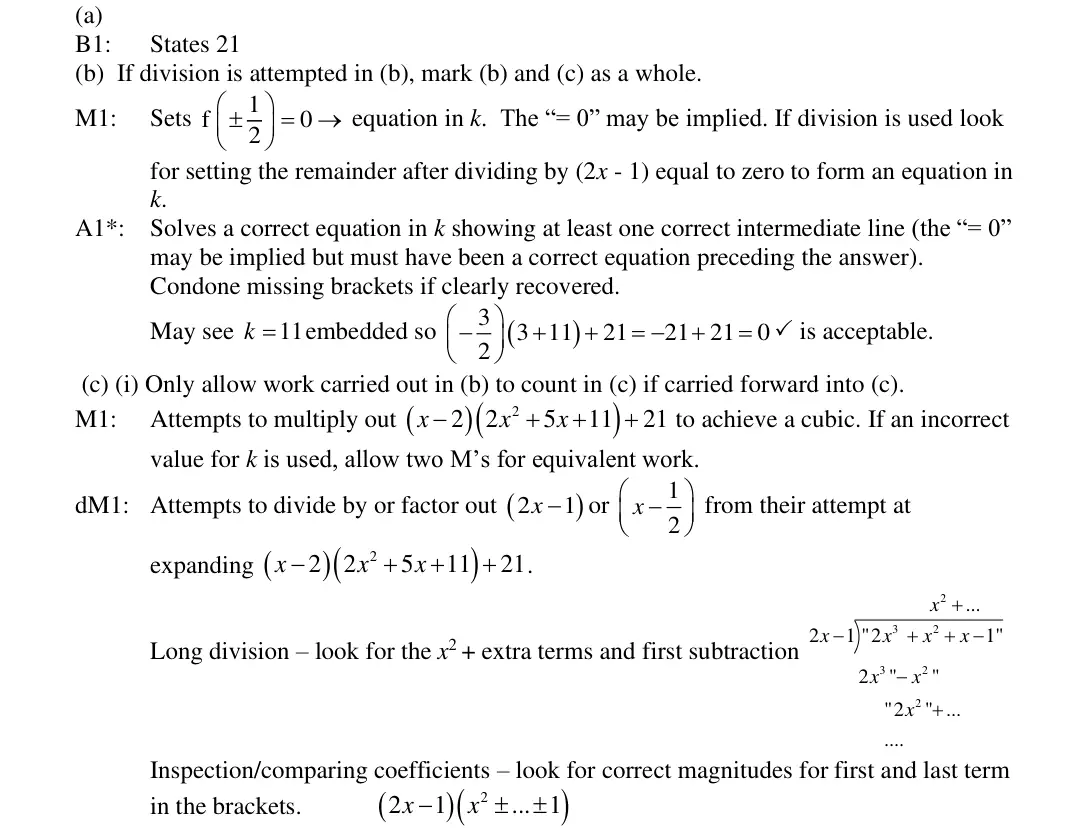 (a)
B1: States 21
(b) If division is attempted in (b), mark (b) and (c) as a whole.
M1: Sets f(±1/2) = 0 → equation in k. The “= 0” may be implied. If division is used look
for setting the remainder after dividing by (2x - 1) equal to zero to form an equation in
k.
A1*: Solves a correct equation in k showing at least one correct intermediate line (the “= 0”
may be implied but must have been a correct equation preceding the answer).
Condone missing brackets if clearly recovered.
May see k = 11 embedded so (−3/2)(3+11)+21 = −21+21 = 0 ✓ is acceptable.
(c) (i) Only allow work carried out in (b) to count in (c) if carried forward into (c).
M1: Attempts to multiply out (x−2)(2x²+5x+11)+21 to achieve a cubic. If an incorrect
value for k is used, allow two M’s for equivalent work.
dM1: Attempts to divide by or factor out (2x−1) or (x−1/2) from their attempt at
expanding (x−2)(2x²+5x+11)+21.
x²+...
Long division – look for the x² + extra terms and first subtraction 2x−1)"2x³+x²+x−1"
2x³"−x²"
"2x²"+...
....
Inspection/comparing coefficients – look for correct magnitudes for first and last term
in the brackets. (2x−1)(x²±...±1)